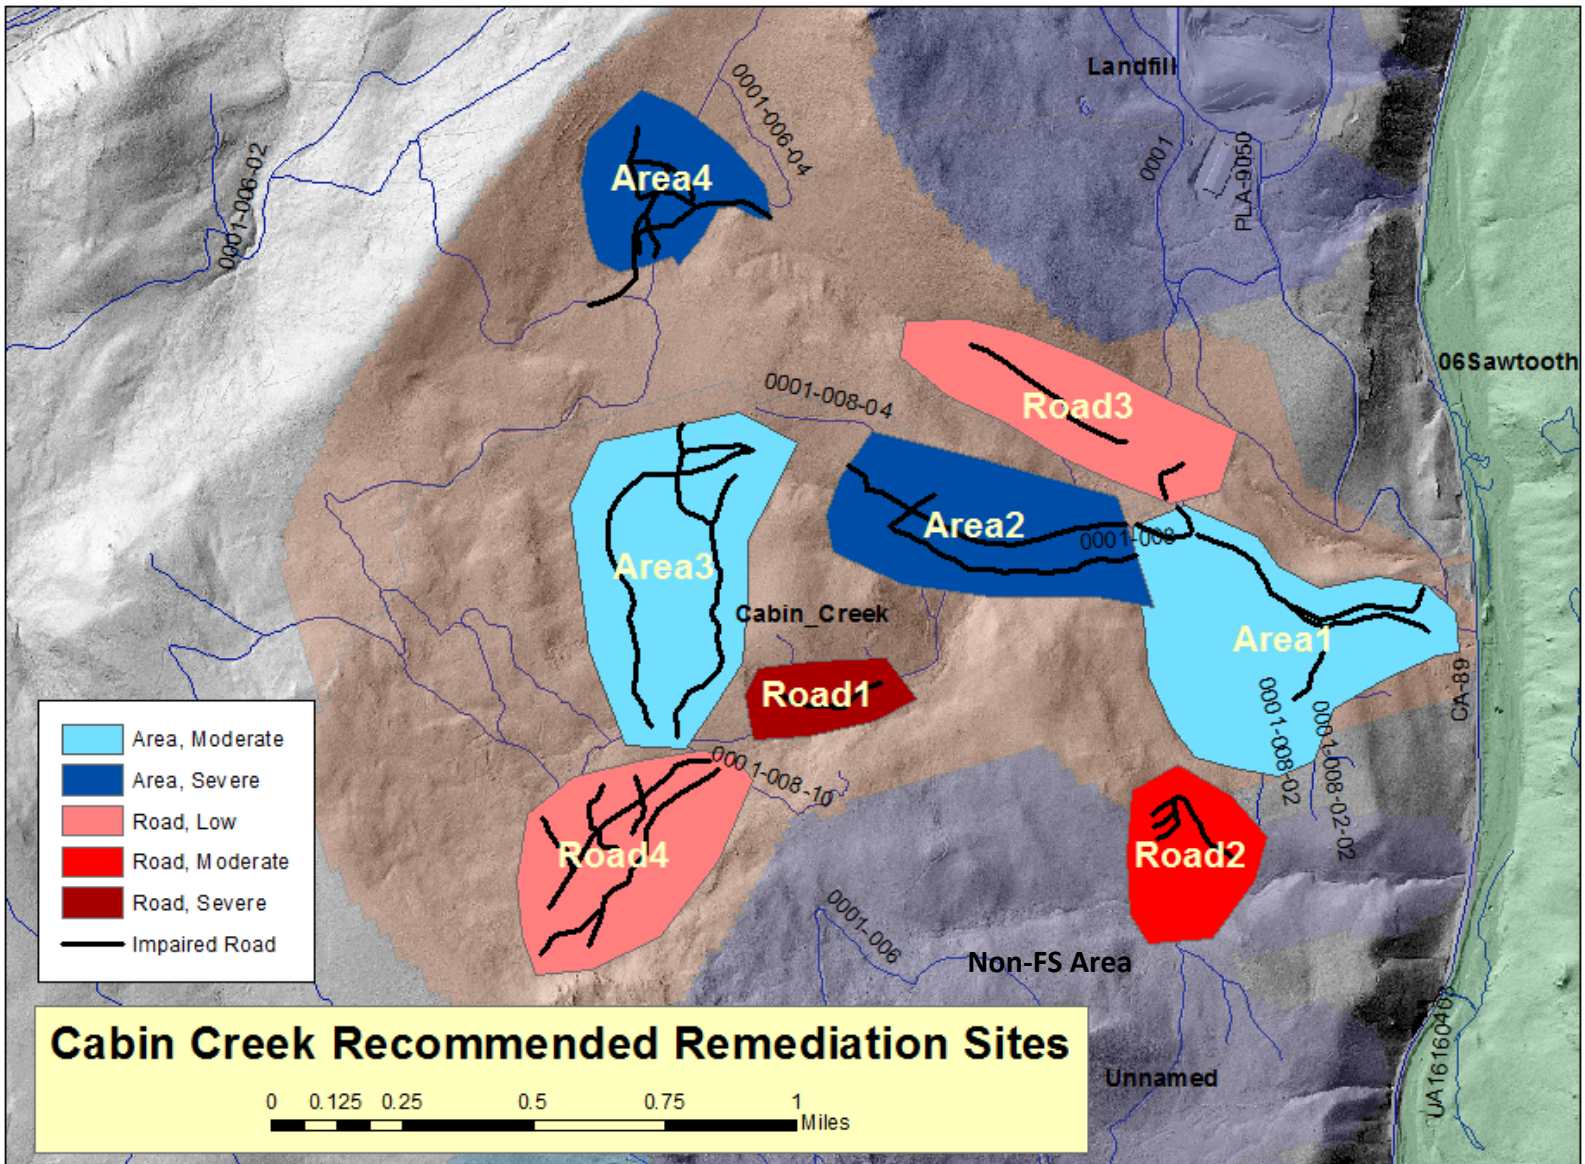 Landfill
0001-006-04
0001
PLA-9050
0001-006-02
Area4
06Sawtooth
0001-008-04
Road3
Area2
0001-008
Area3
Cabin_Creek
Area1
Road1
CA-89
0001-008-02
0001-008-02-02
0001-008-10
Road4
Road2
0001-006
Non-FS Area
UA16160403
Unnamed
Area, Moderate
Area, Severe
Road, Low
Road, Moderate
Road, Severe
Impaired Road
Cabin Creek Recommended Remediation Sites
0 0.125 0.25 0.5 0.75 1
Miles